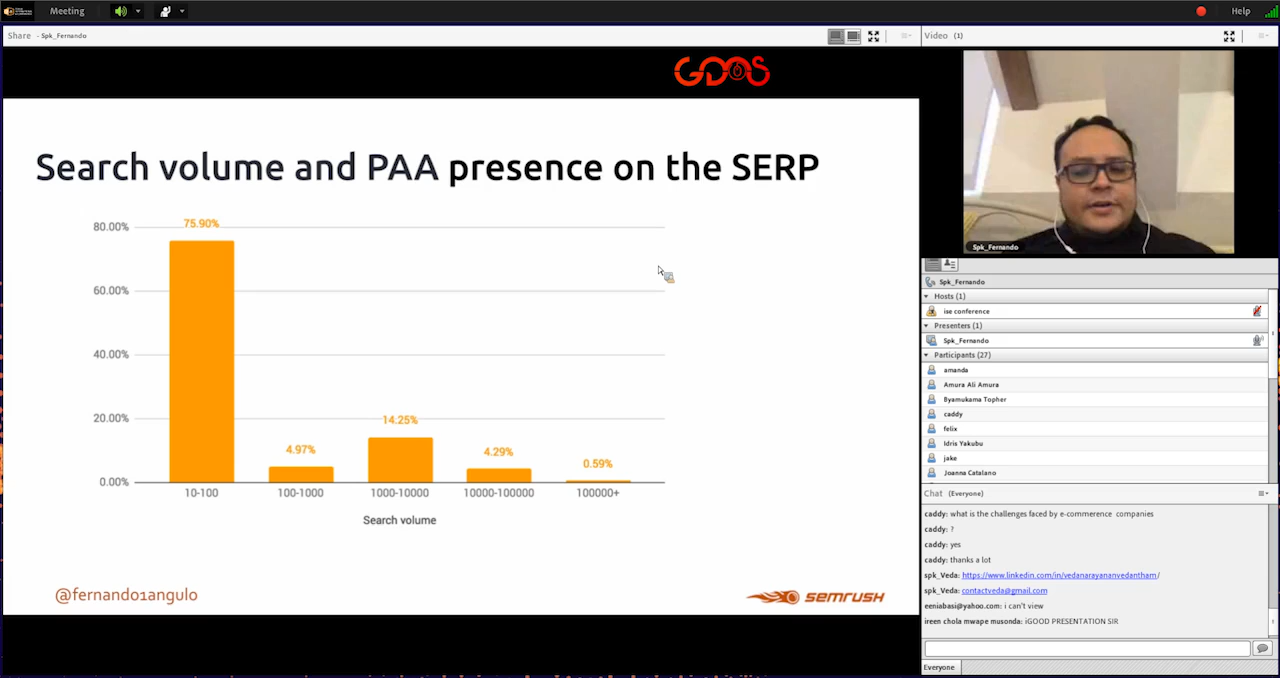 Meeting
Help
Share - Spk_Fernando
GDOS
Search volume and PAA presence on the SERP
80.00%
60.00%
40.00%
20.00%
0.00%
75.90%
4.97%
14.25%
4.29%
0.59%
10-100
100-1000
1000-10000
10000-100000
100000+
Search volume
@fernando1angulo
semrush
Video (1)
Spk_Fernando
Spk_Fernando
Hosts (1)
ise conference
Presenters (1)
Spk_Fernando
Participants (27)
amanda
Amura Ali Amura
Byamukama Topher
caddy
felix
Idris Yakubu
jake
Joanna Catalano
Chat (Everyone)
caddy: what is the challenges faced by e-commerence companies
caddy: ?
caddy: yes
caddy: thanks a lot
spk_Veda: https://www.linkedin.com/in/vedanarayananvedantham/
spk_Veda: contactveda@gmail.com
eeniabasi@yahoo.com: i can't view
ireen chola mwape musonda: iGOOD PRESENTATION SIR
Everyone